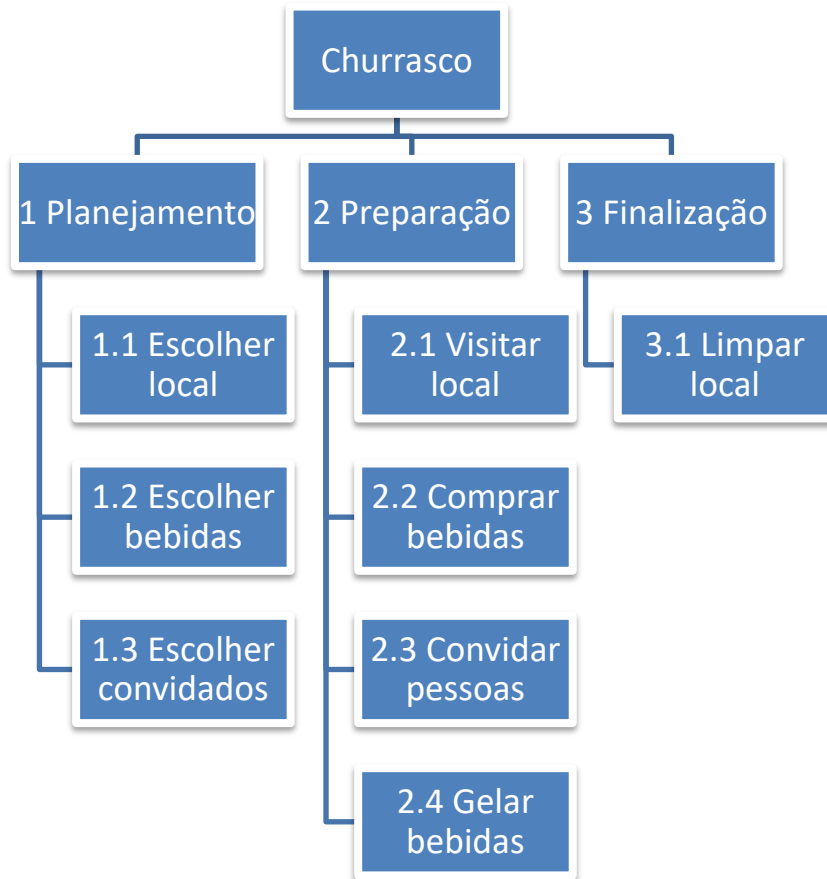 Churrasco
1 Planejamento
2 Preparação
3 Finalização
1.1 Escolher
local
1.2 Escolher
bebidas
1.3 Escolher
convidados
2.1 Visitar
local
2.2 Comprar
bebidas
2.3 Convidar
pessoas
2.4 Gelar
bebidas
3.1 Limpar
local